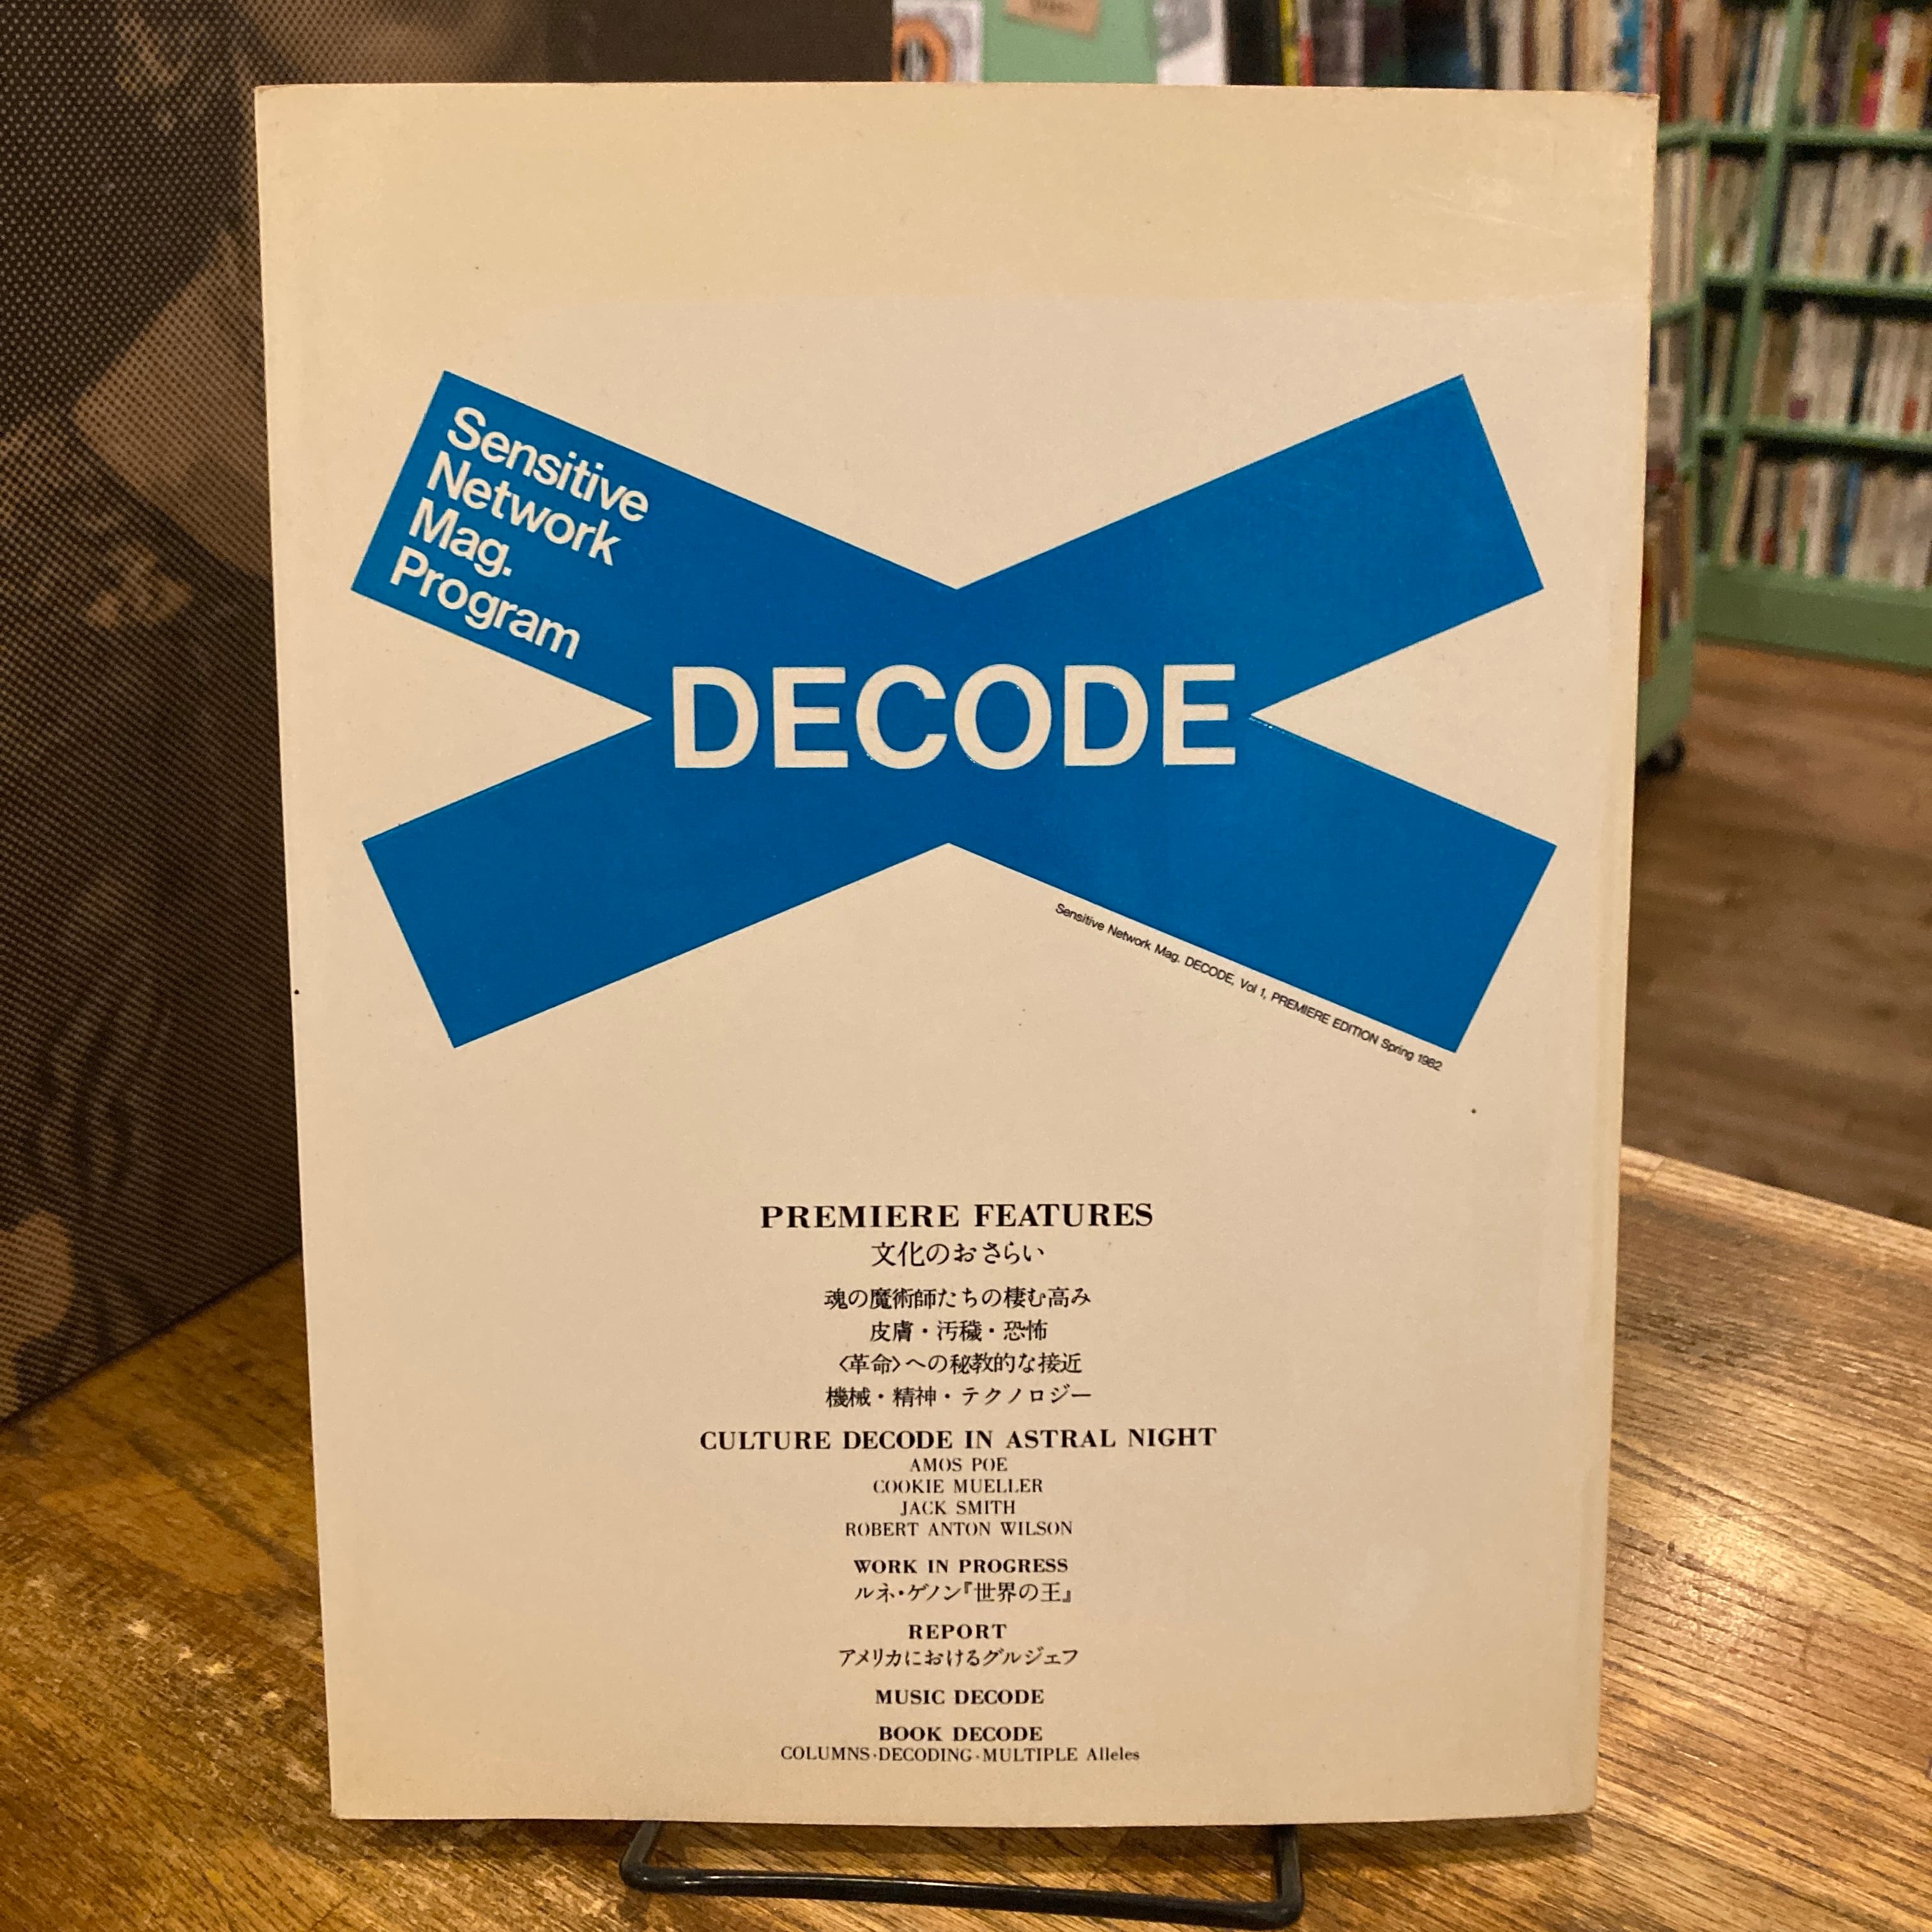 Sensitive
Network
Mag.
Program
DECODE
Sensitive Network Mag. DECODE, Vol 1, PREMIERE EDITION Spring 1982
PREMIERE FEATURES
文化のおさらい
魂の魔術師たちの棲む高み
皮膚・汚穢・恐怖
〈革命〉への秘教的な接近
機械・精神・テクノロジー
CULTURE DECODE IN ASTRAL NIGHT
AMOS POE
COOKIE MUELLER
JACK SMITH
ROBERT ANTON WILSON
WORK IN PROGRESS
ルネ・ゲノン『世界の王』
REPORT
アメリカにおけるグルジェフ
MUSIC DECODE
BOOK DECODE
COLUMNS・DECODING・MULTIPLE Alleles